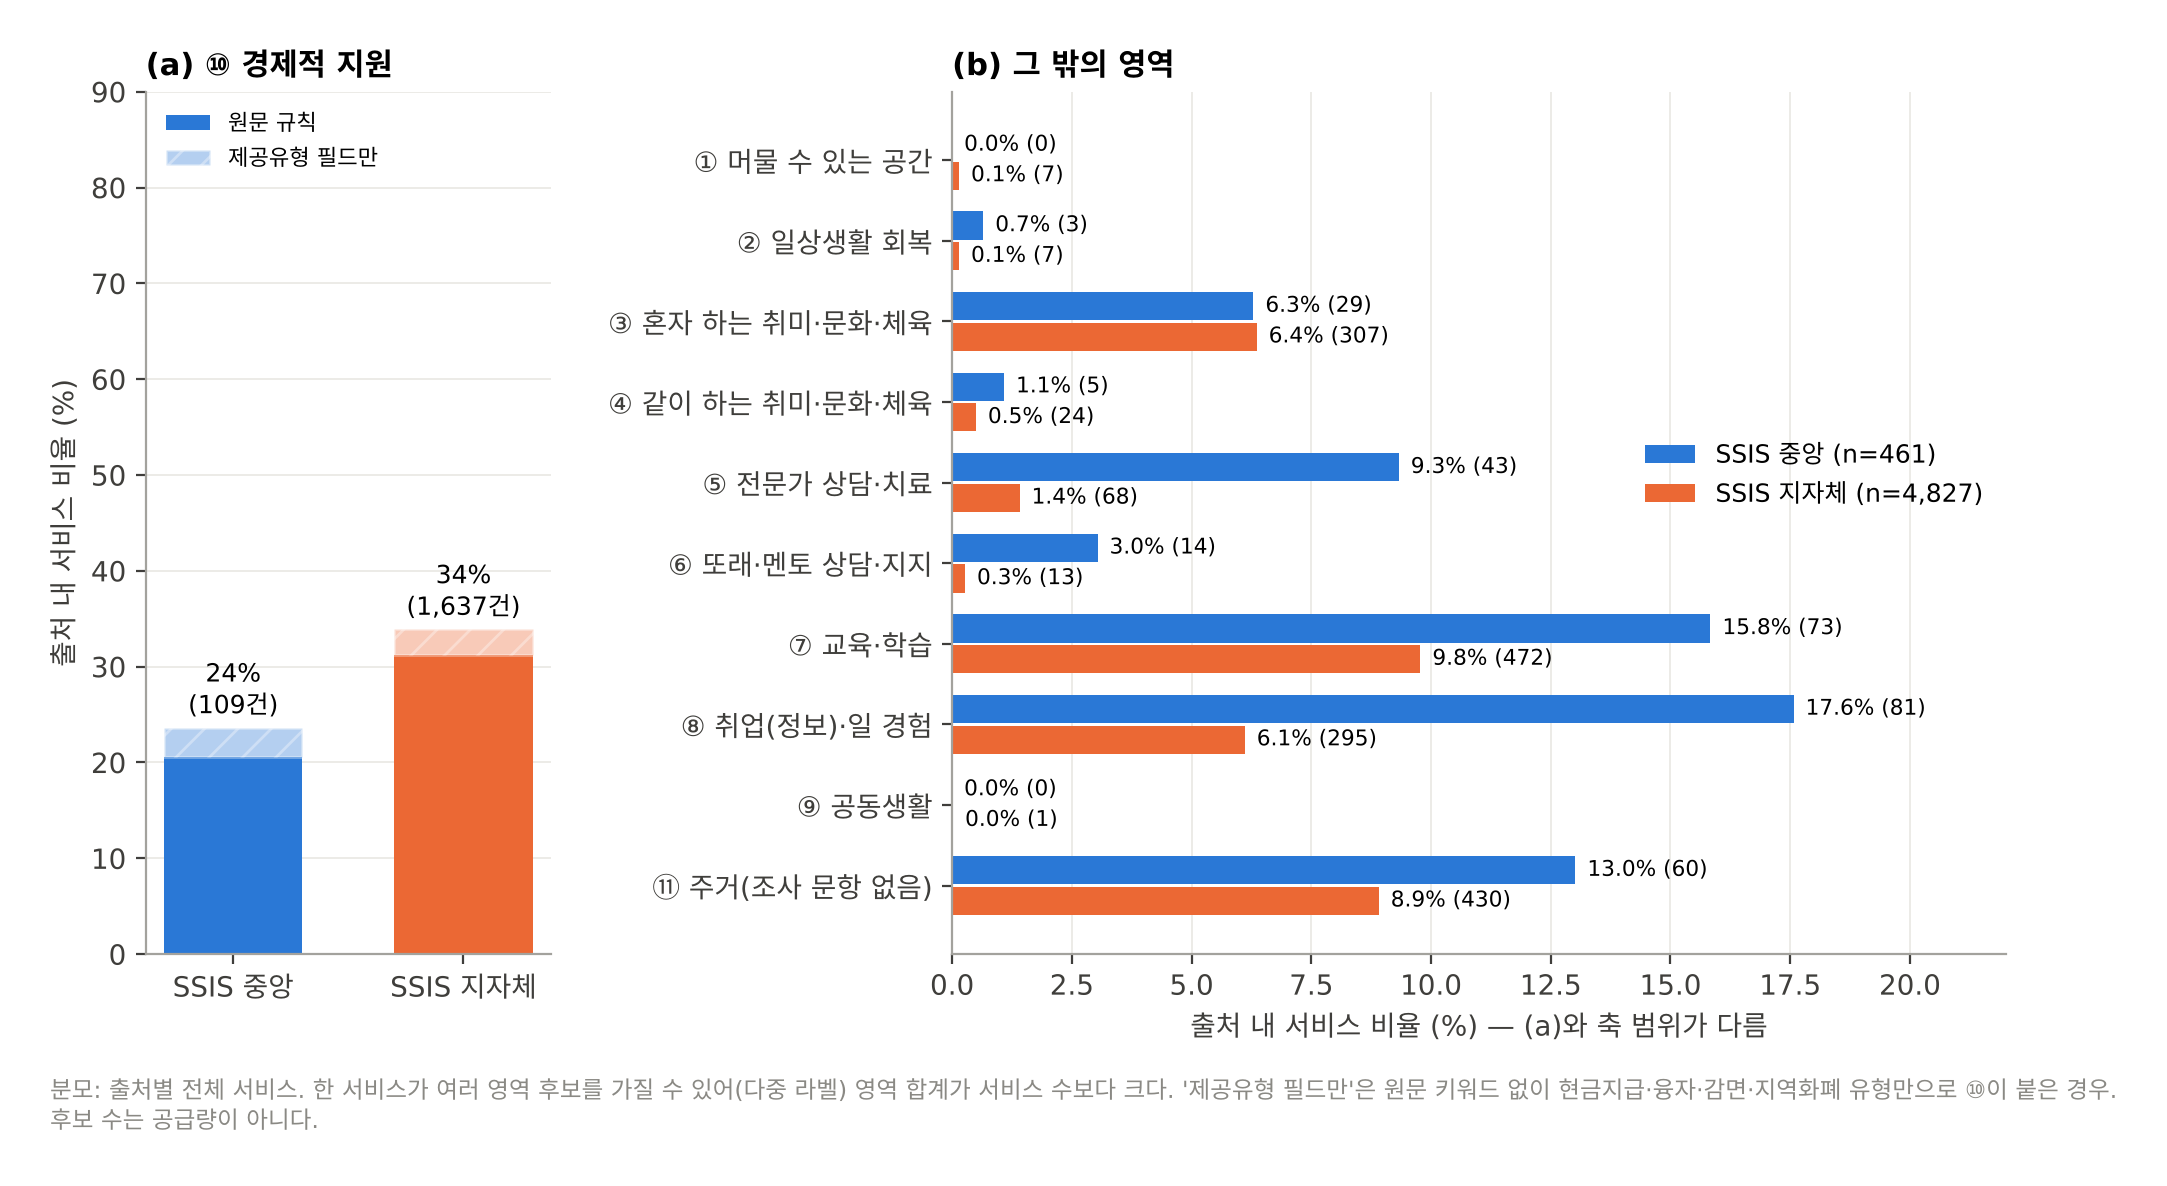 (a) ⑩ 경제적 지원
90
80
70
60
50
40
30
20
10
0
출처 내 서비스 비율 (%)
원문 규칙
제공유형 필드만
24%
(109건)
34%
(1,637건)
SSIS 중앙
SSIS 지자체
(b) 그 밖의 영역
① 머물 수 있는 공간
0.0% (0)
0.1% (7)
② 일상생활 회복
0.7% (3)
0.1% (7)
③ 혼자 하는 취미·문화·체육
6.3% (29)
6.4% (307)
④ 같이 하는 취미·문화·체육
1.1% (5)
0.5% (24)
⑤ 전문가 상담·치료
9.3% (43)
1.4% (68)
⑥ 또래·멘토 상담·지지
3.0% (14)
0.3% (13)
⑦ 교육·학습
15.8% (73)
9.8% (472)
⑧ 취업(정보)·일 경험
17.6% (81)
6.1% (295)
⑨ 공동생활
0.0% (0)
0.0% (1)
⑪ 주거(조사 문항 없음)
13.0% (60)
8.9% (430)
SSIS 중앙 (n=461)
SSIS 지자체 (n=4,827)
0.0 2.5 5.0 7.5 10.0 12.5 15.0 17.5 20.0
출처 내 서비스 비율 (%) — (a)와 축 범위가 다름
분모: 출처별 전체 서비스. 한 서비스가 여러 영역 후보를 가질 수 있어(다중 라벨) 영역 합계가 서비스 수보다 크다. '제공유형 필드만'은 원문 키워드 없이 현금지급·융자·감면·지역화폐 유형만으로 ⑩이 붙은 경우.
후보 수는 공급량이 아니다.